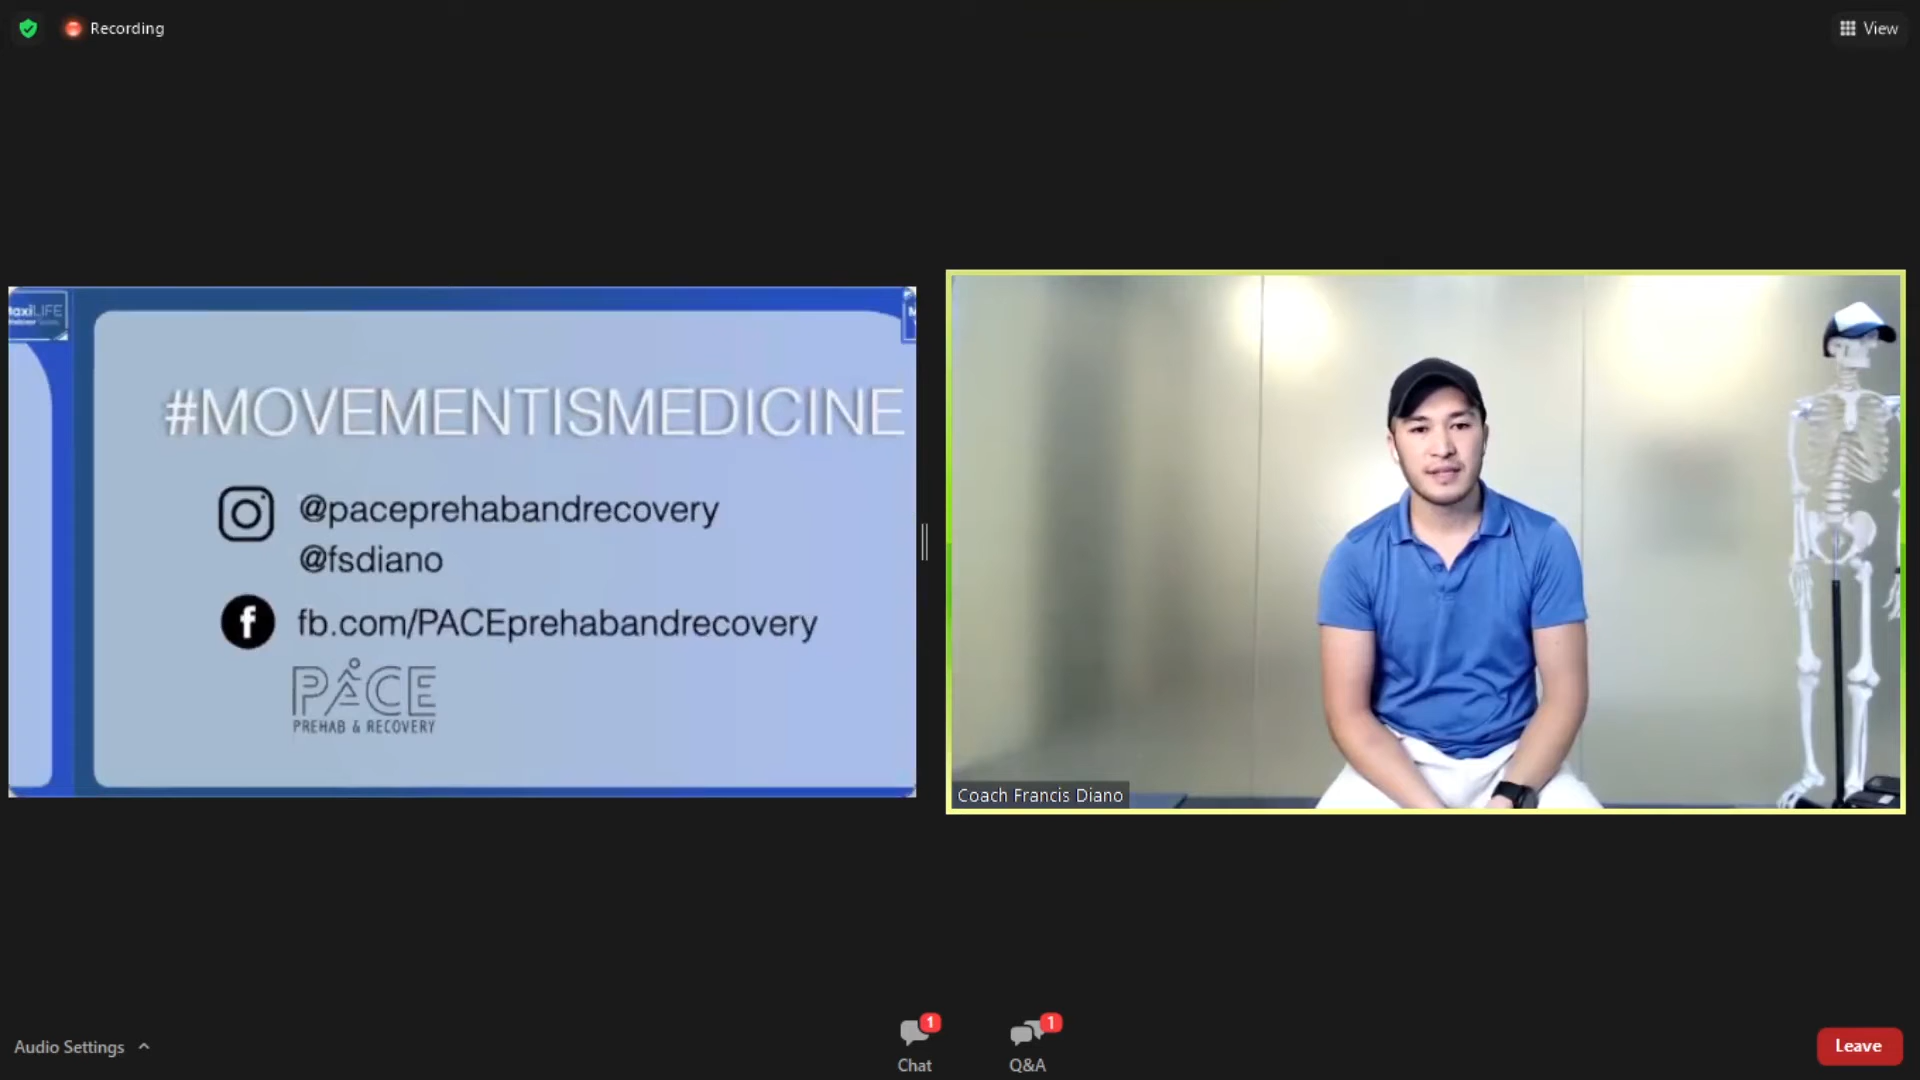 Recording
View
LIFE
#MOVEMENTISMEDICINE
@paceprehabandrecovery
@fsdiano
f
fb.com/PACEprehabandrecovery
PACE
PREHAB & RECOVERY
Coach Francis Diano
Audio Settings
1
Chat
1
Q&A
Leave